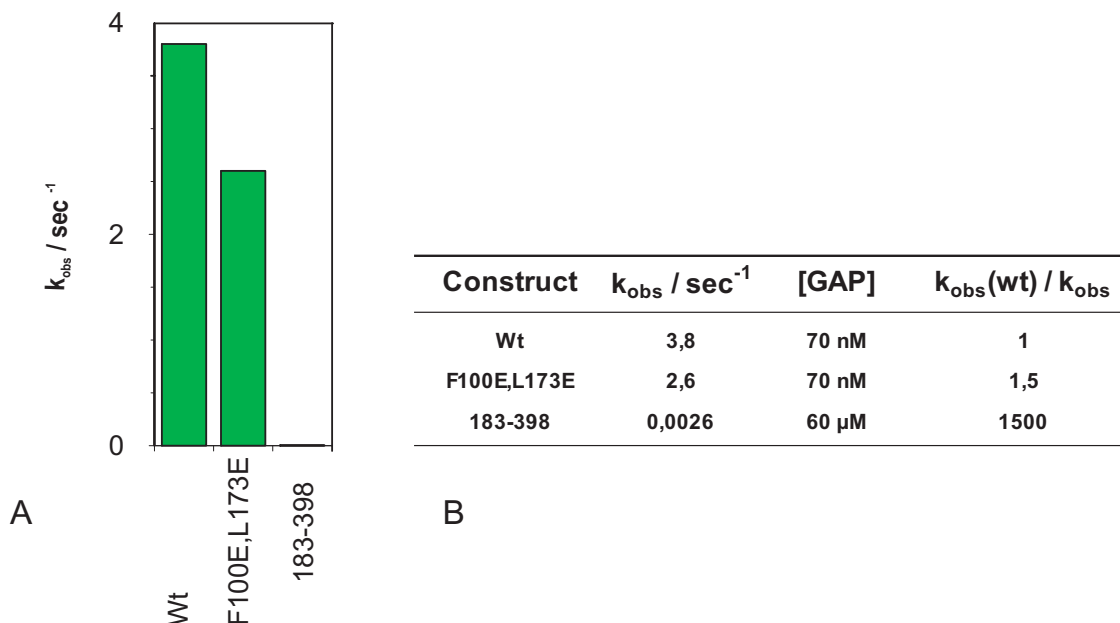 4
2
0
k_obs / sec ⁻¹
Wt
F100E,L173E
183-398
A
Construct k_obs / sec⁻¹ [GAP] k_obs(wt) / k_obs
Wt 3,8 70 nM 1
F100E,L173E 2,6 70 nM 1,5
183-398 0,0026 60 µM 1500
B